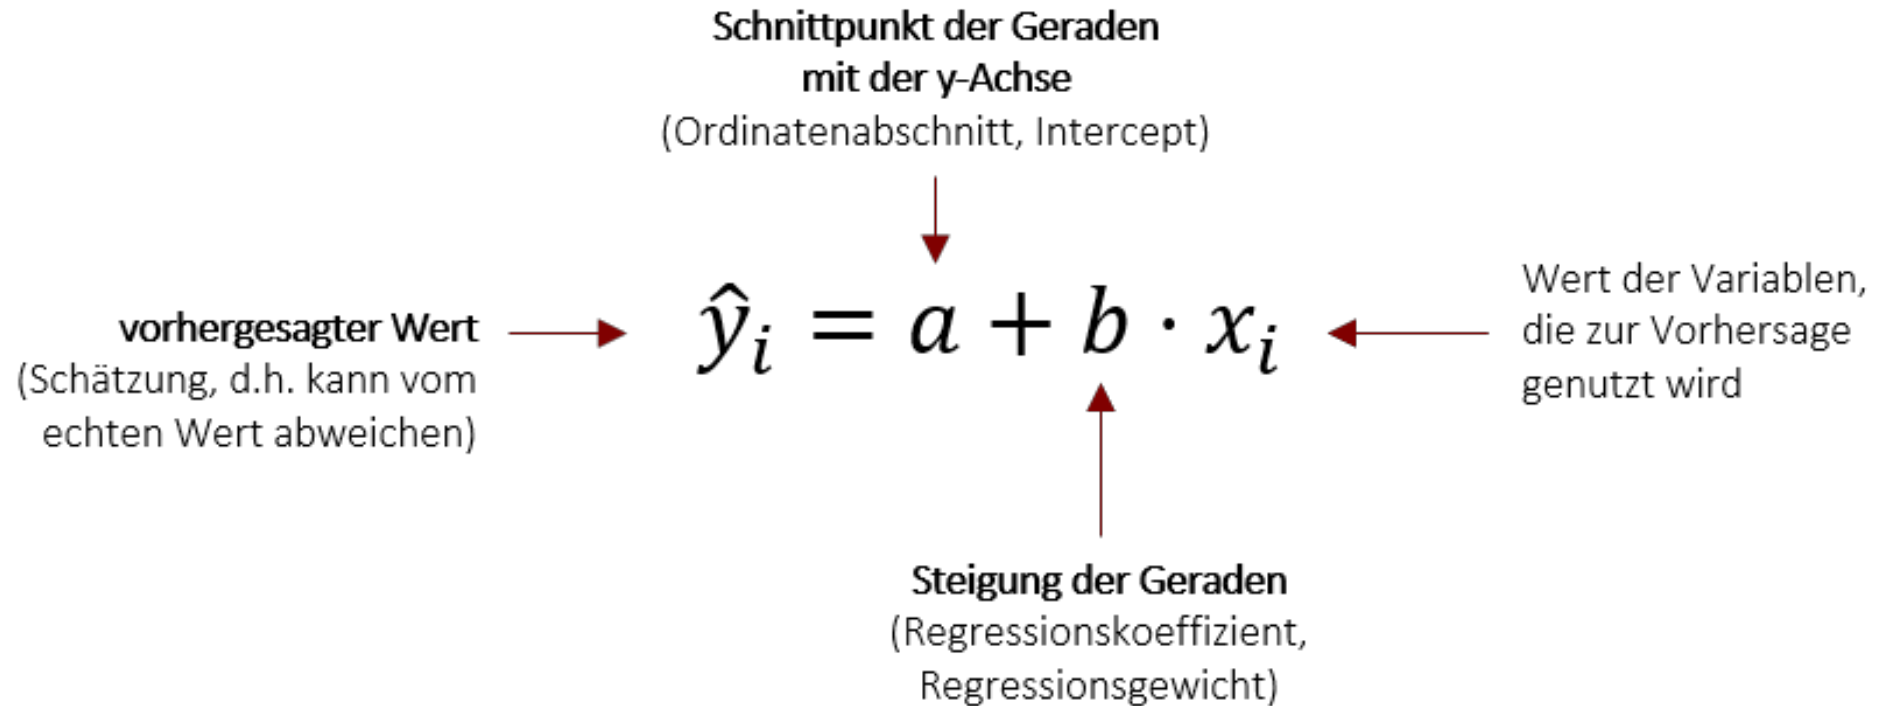 Schnittpunkt der Geraden
mit der y-Achse
(Ordinatenabschnitt, Intercept)
ŷᵢ = a + b · xᵢ
vorhergesagter Wert
(Schätzung, d.h. kann vom
echten Wert abweichen)
Wert der Variablen,
die zur Vorhersage
genutzt wird
Steigung der Geraden
(Regressionskoeffizient,
Regressionsgewicht)